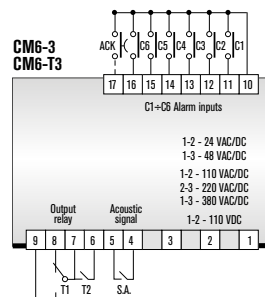 CM6-3
CM6-T3
ACK C6 C5 C4 C3 C2 C1
17 16 15 14 13 12 11 10
C1÷C6 Alarm inputs
1-2 - 24 VAC/DC
1-3 - 48 VAC/DC
1-2 - 110 VAC/DC
2-3 - 220 VAC/DC
1-3 - 380 VAC/DC
1-2 - 110 VDC
Output
relay
Acoustic
signal
9 8 7 6 5 4 3 2 1
T1 T2 S.A.